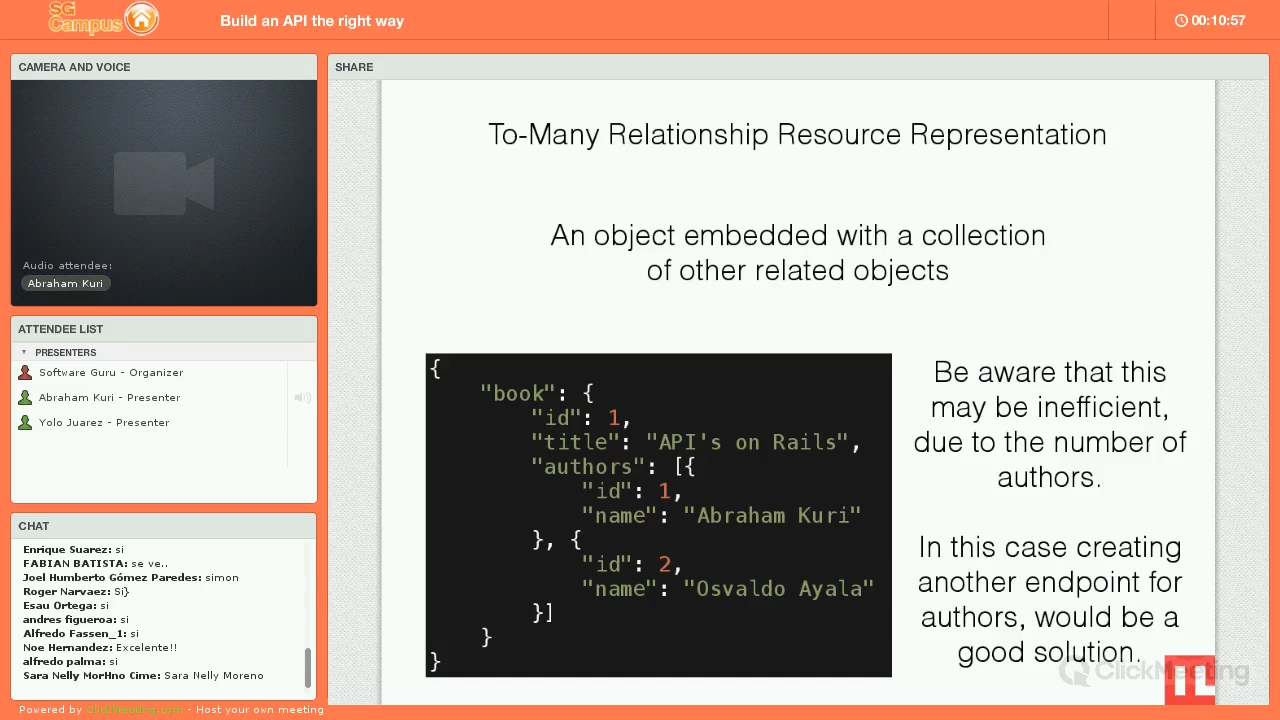 SG Campus
Build an API the right way
00:10:57
CAMERA AND VOICE
Audio attendee:
Abraham Kuri
ATTENDEE LIST
PRESENTERS
Software Guru - Organizer
Abraham Kuri - Presenter
Yolo Juarez - Presenter
CHAT
Enrique Suarez: si
FABIAN BATISTA: se ve..
Joel Humberto Gómez Paredes: simon
Roger Narvaez: Si}
Esau Ortega: si
andres figueroa: si
Alfredo Fassen_1: si
Noe Hernandez: Excelente!!
alfredo palma: si
Sara Nelly MorHno Cime: Sara Nelly Moreno
Powered by ClickMeeting.com - Host your own meeting
SHARE
To-Many Relationship Resource Representation
An object embedded with a collection
of other related objects
{
"book": {
"id": 1,
"title": "API's on Rails",
"authors": [{
"id": 1,
"name": "Abraham Kuri"
}, {
"id": 2,
"name": "Osvaldo Ayala"
}]
}
}
Be aware that this
may be inefficient,
due to the number of
authors.
In this case creating
another endpoint for
authors, would be a
good solution.
ClickMeeting